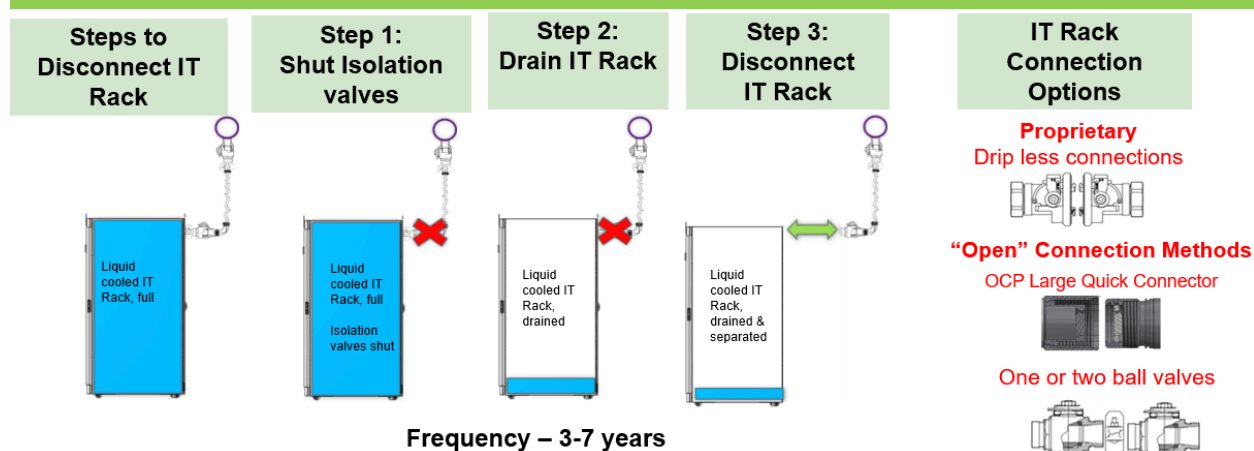 Steps to
Disconnect IT
Rack
Step 1:
Shut Isolation
valves
Step 2:
Drain IT Rack
Step 3:
Disconnect
IT Rack
IT Rack
Connection
Options
Liquid
cooled IT
Rack, full
Liquid
cooled IT
Rack, full
Isolation
valves shut
Liquid
cooled IT
Rack,
drained
Liquid
cooled IT
Rack,
drained &
separated
Proprietary
Drip less connections
“Open” Connection Methods
OCP Large Quick Connector
One or two ball valves
Frequency – 3-7 years